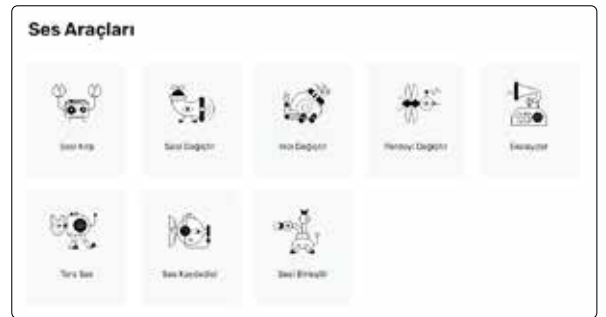 Ses Araçları
Sesi Kırp
Sesi Değiştir
Hızı Değiştir
Perdeyi Değiştir
Ekolayzer
Ters Ses
Ses Kaydedici
Sesi Birleştir